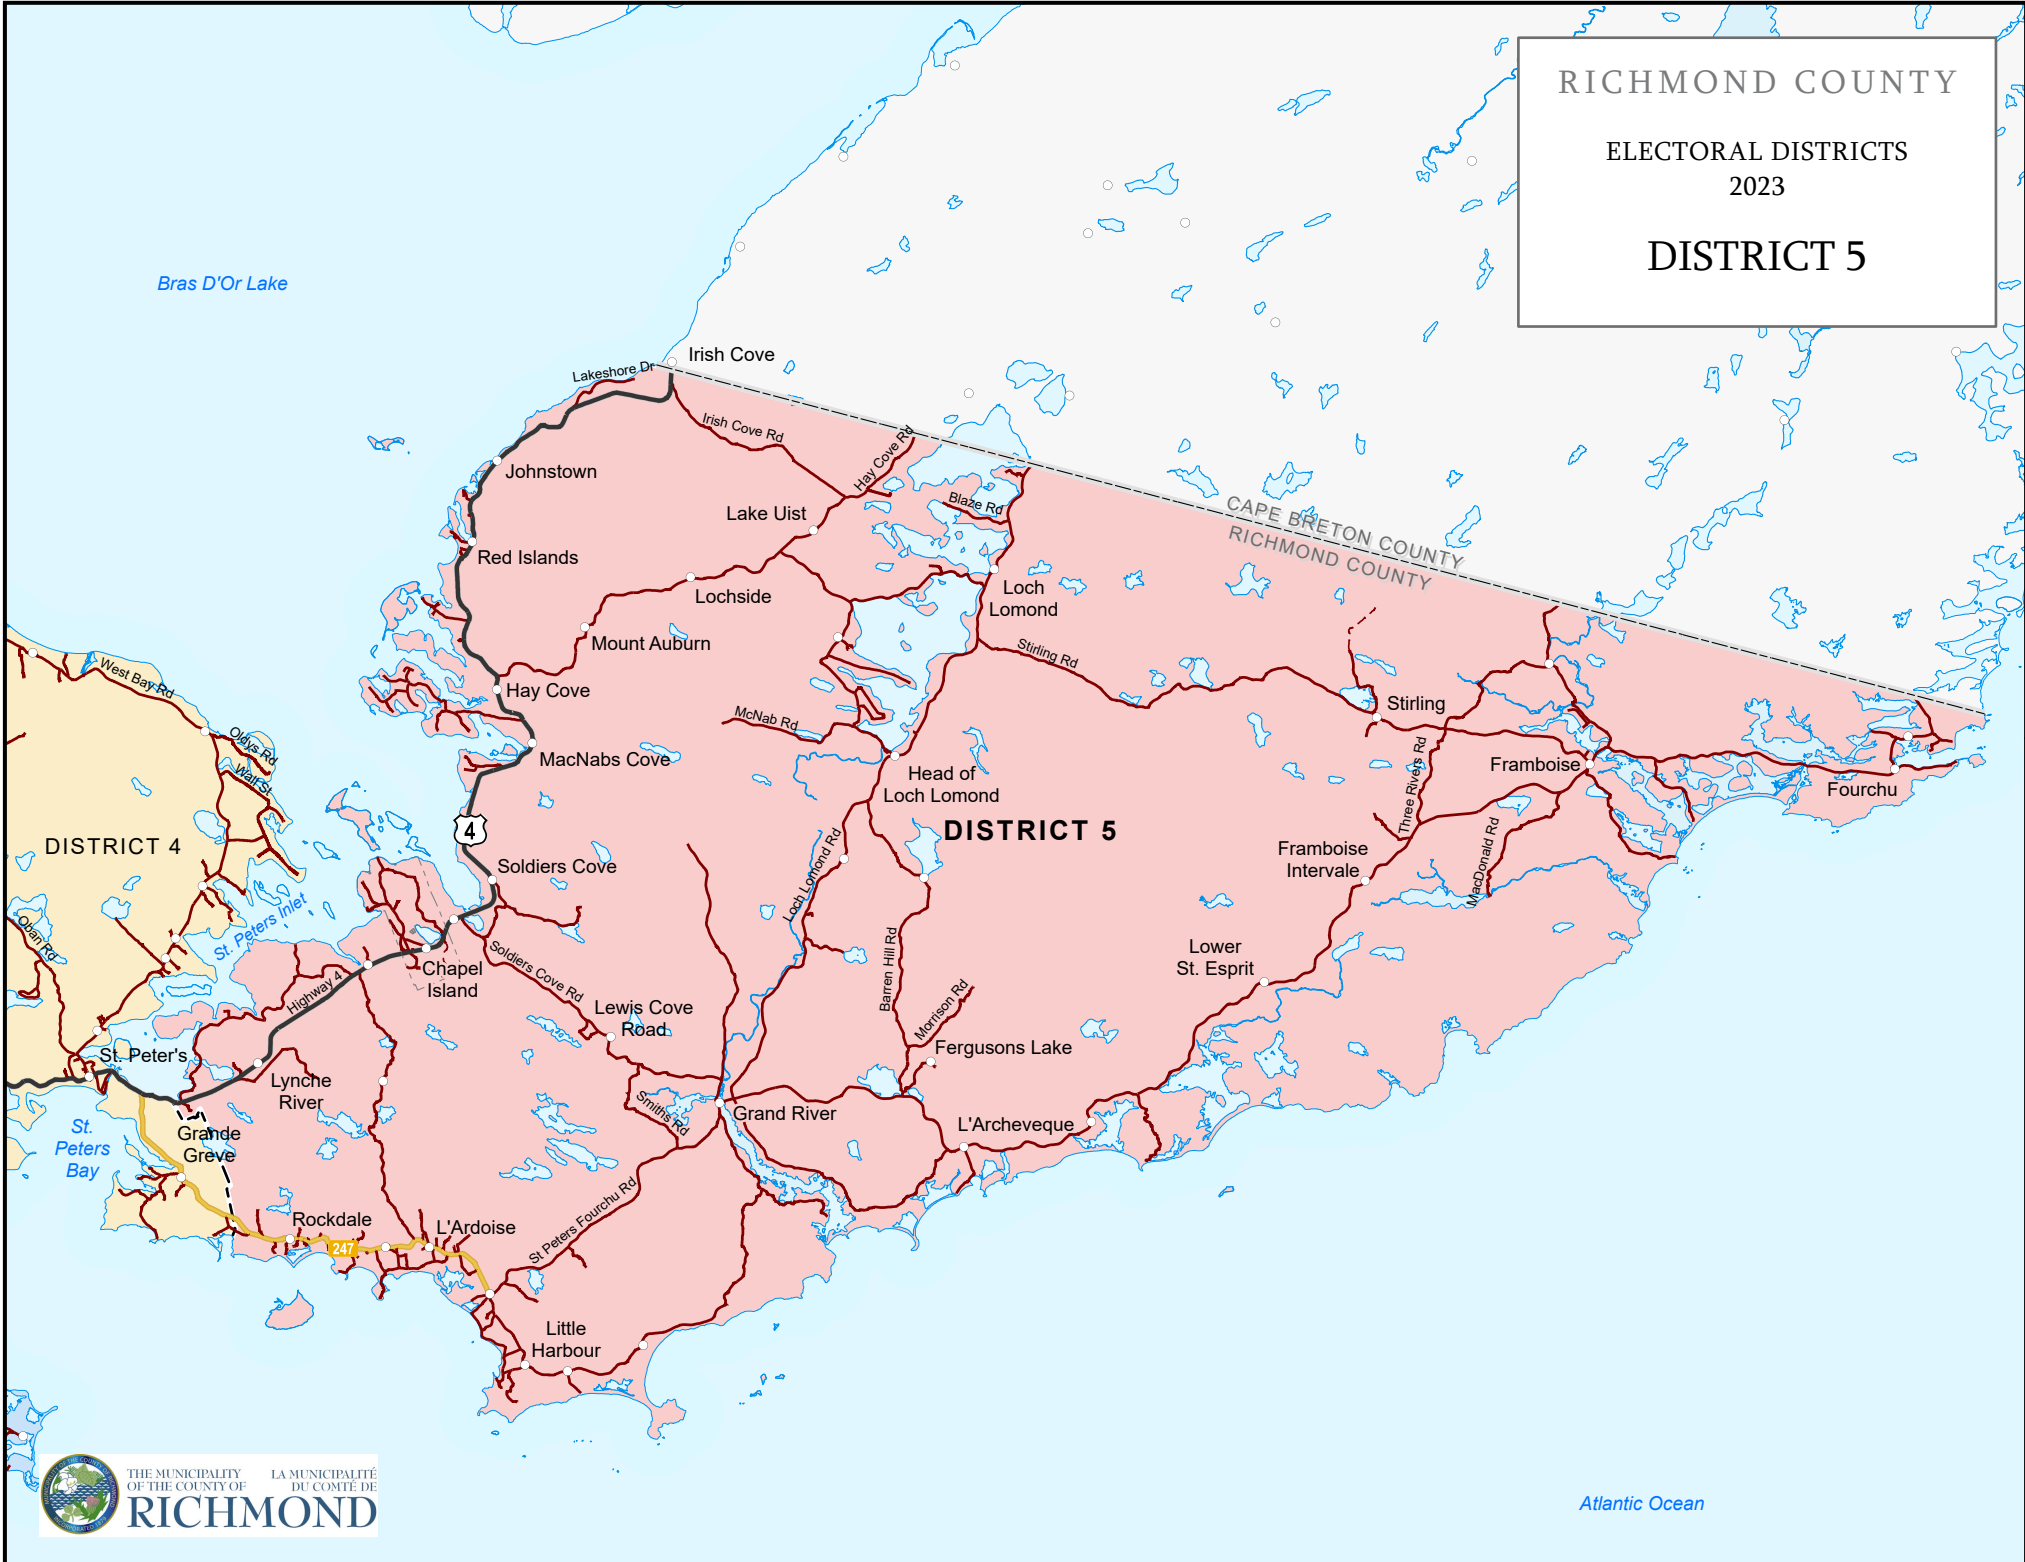 RICHMOND COUNTY
ELECTORAL DISTRICTS
2023
DISTRICT 5
Bras D'Or Lake
Irish Cove
Lakeshore Dr
Irish Cove Rd
Hay Cove Rd
Johnstown
Blaze Rd
Lake Uist
CAPE BRETON COUNTY
RICHMOND COUNTY
Red Islands
Lochside
Loch
Lomond
Mount Auburn
Stirling Rd
West Bay Rd
Hay Cove
McNab Rd
Stirling
Oldys Rd
Watt St
MacNabs Cove
Three Rivers Rd
Framboise
Head of
Loch Lomond
Fourchu
4
DISTRICT 5
DISTRICT 4
Loch Lomond Rd
MacDonald Rd
Framboise
Intervale
Soldiers Cove
Oban Rd
St. Peters Inlet
Barren Hill Rd
Lower
St. Esprit
Chapel
Island
Soldiers Cove Rd
Highway 4
Lewis Cove
Road
Morrison Rd
Fergusons Lake
St. Peter's
Lynche
River
Smiths Rd
Grand River
L'Archeveque
St.
Peters
Bay
Grande
Greve
Rockdale
L'Ardoise
St Peters Fourchu Rd
247
Little
Harbour
Atlantic Ocean
THE MUNICIPALITY
OF THE COUNTY OF
LA MUNICIPALITÉ
DU COMTÉ DE
RICHMOND